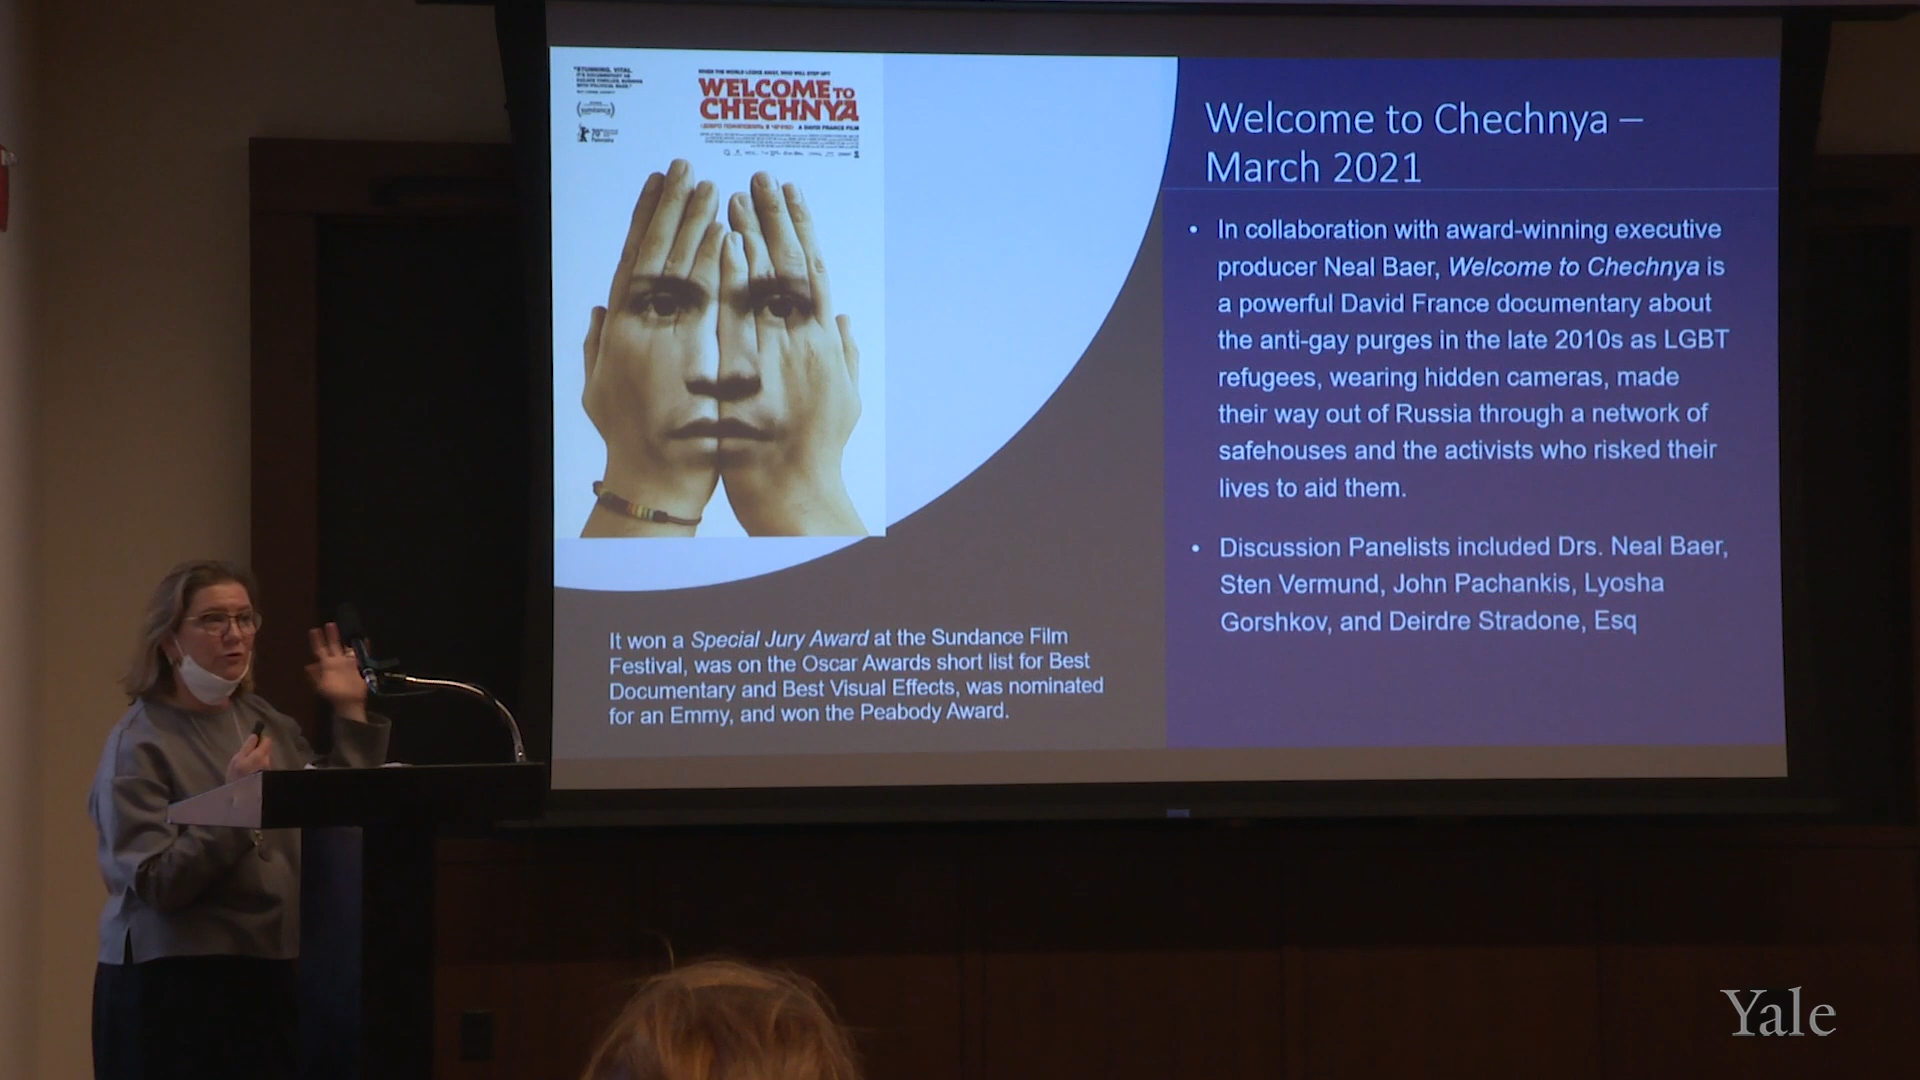 WELCOME TO
CHECHNYA
A DAVID FRANCE FILM
Welcome to Chechnya –
March 2021
• In collaboration with award-winning executive
producer Neal Baer, Welcome to Chechnya is
a powerful David France documentary about
the anti-gay purges in the late 2010s as LGBT
refugees, wearing hidden cameras, made
their way out of Russia through a network of
safehouses and the activists who risked their
lives to aid them.
• Discussion Panelists included Drs. Neal Baer,
Sten Vermund, John Pachankis, Lyosha
Gorshkov, and Deirdre Stradone, Esq
It won a Special Jury Award at the Sundance Film
Festival, was on the Oscar Awards short list for Best
Documentary and Best Visual Effects, was nominated
for an Emmy, and won the Peabody Award.
Yale